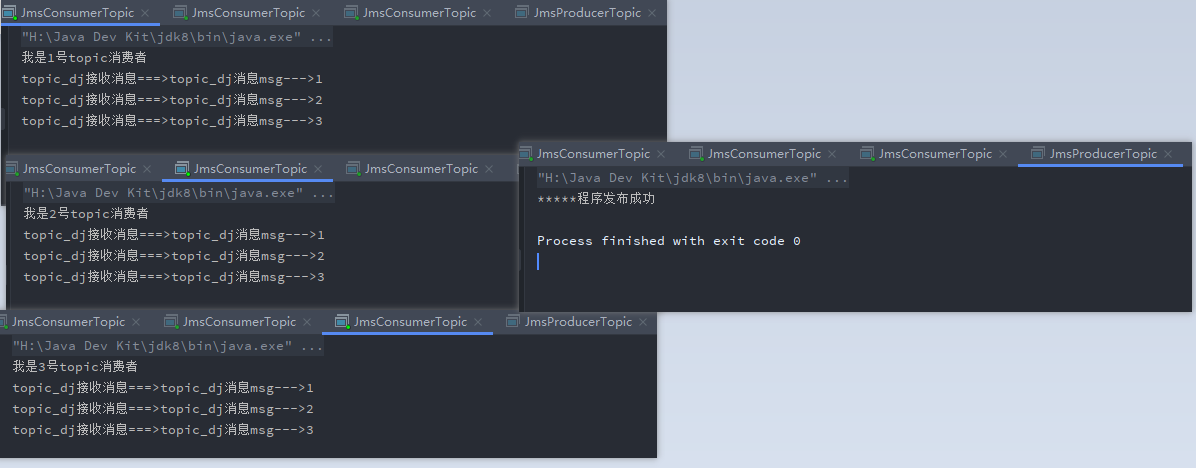 JmsConsumerTopic JmsConsumerTopic JmsConsumerTopic JmsProducerTopic
"H:\Java Dev Kit\jdk8\bin\java.exe" ...
我是1号topic消费者
topic_dj接收消息===>topic_dj消息msg--->1
topic_dj接收消息===>topic_dj消息msg--->2
topic_dj接收消息===>topic_dj消息msg--->3
JmsConsumerTopic JmsConsumerTopic JmsConsumerTopic
"H:\Java Dev Kit\jdk8\bin\java.exe" ...
我是2号topic消费者
topic_dj接收消息===>topic_dj消息msg--->1
topic_dj接收消息===>topic_dj消息msg--->2
topic_dj接收消息===>topic_dj消息msg--->3
JmsConsumerTopic JmsConsumerTopic JmsConsumerTopic JmsProducerTopic
"H:\Java Dev Kit\jdk8\bin\java.exe" ...
*****程序发布成功
Process finished with exit code 0
JmsConsumerTopic JmsConsumerTopic JmsConsumerTopic JmsProducerTopic
"H:\Java Dev Kit\jdk8\bin\java.exe" ...
我是3号topic消费者
topic_dj接收消息===>topic_dj消息msg--->1
topic_dj接收消息===>topic_dj消息msg--->2
topic_dj接收消息===>topic_dj消息msg--->3